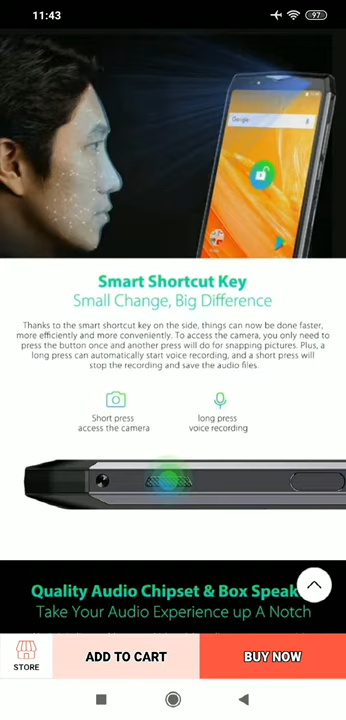 11:43
97
Google
Smart Shortcut Key
Small Change, Big Difference
Thanks to the smart shortcut key on the side, things can now be done faster,
more efficiently and more conveniently. To access the camera, you only need to
press the button once and another press will do for snapping pictures. Plus, a
long press can automatically start voice recording, and a short press will
stop the recording and save the audio files.
Short press
access the camera
long press
voice recording
Quality Audio Chipset & Box Speak
Take Your Audio Experience up A Notch
STORE
ADD TO CART
BUY NOW